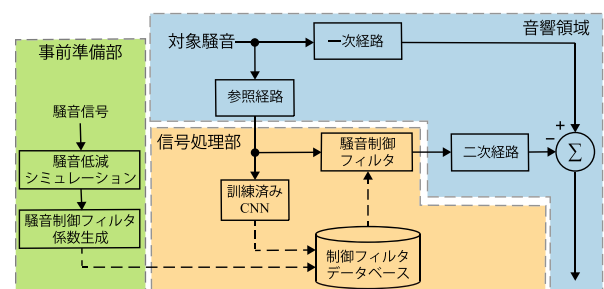 事前準備部
騒音信号
騒音低減
シミュレーション
騒音制御フィルタ
係数生成
音響領域
対象騒音
一次経路
参照経路
信号処理部
騒音制御
フィルタ
二次経路
+
−
Σ
訓練済み
CNN
制御フィルタ
データベース